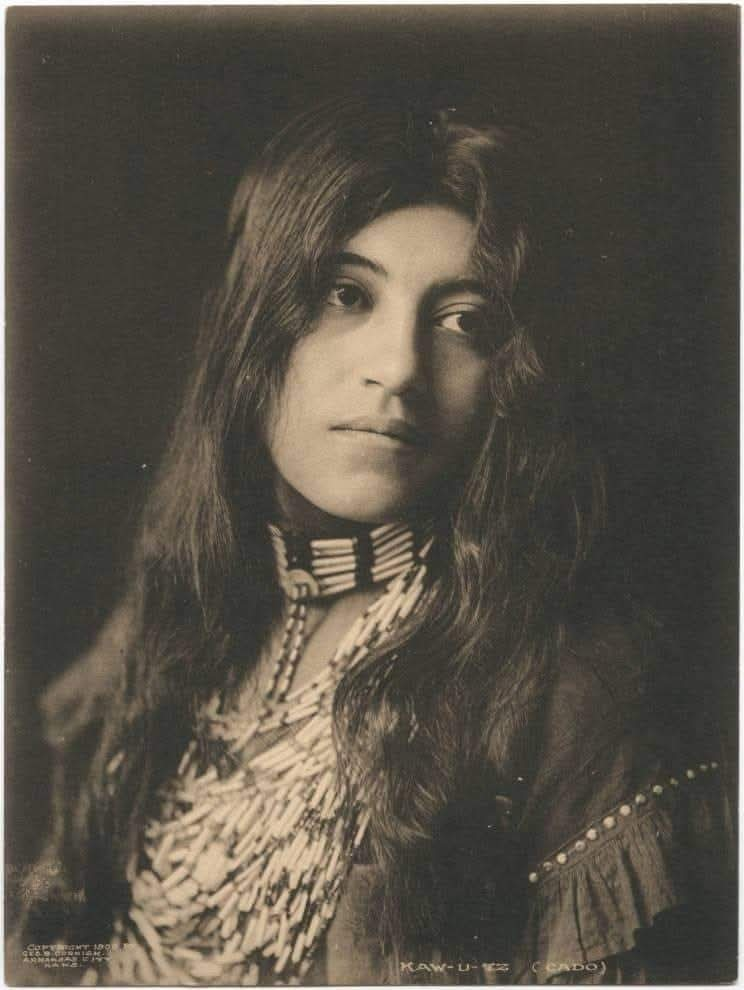 COPYRIGHT 1906 BY
GEO. B. CORNISH.
ARKANSAS CITY
KANS.
KAW-U-TZ (CADO)